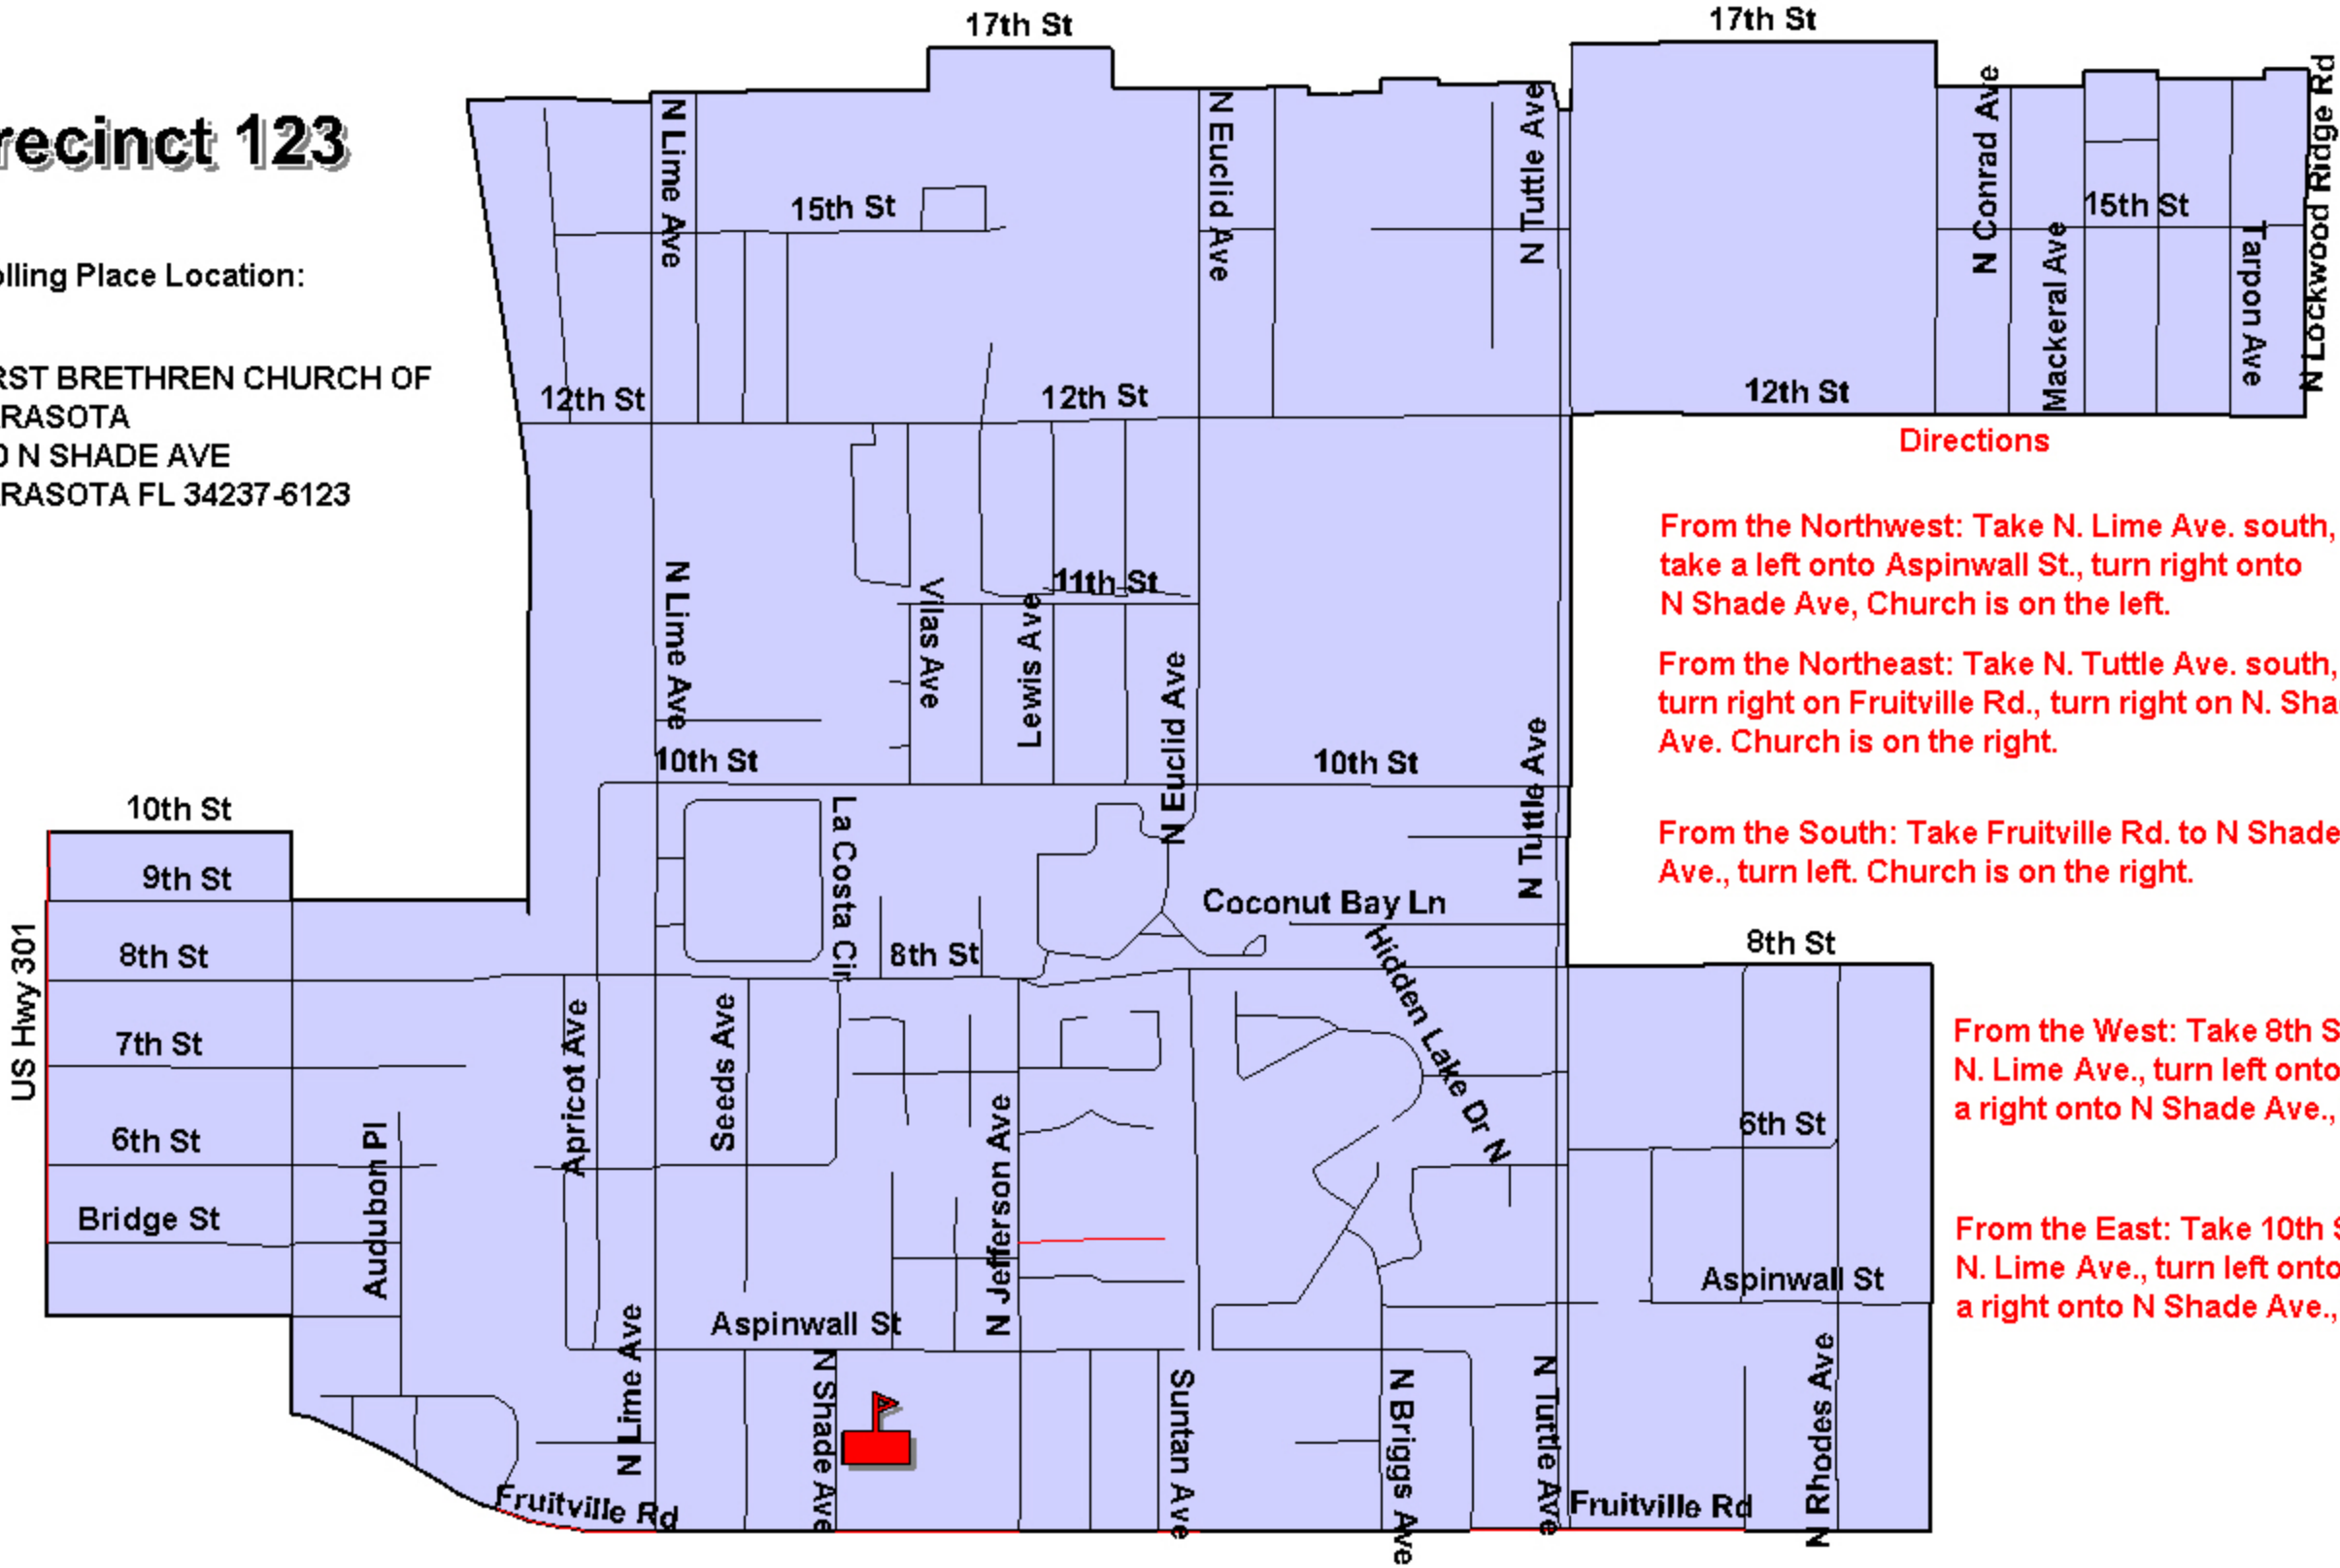 17th St
17th St
recinct 123
olling Place Location:
RST BRETHREN CHURCH OF
RASOTA
0 N SHADE AVE
RASOTA FL 34237-6123
N Lime Ave
15th St
N Euclid Ave
N Tuttle Ave
N Conrad Ave
Mackeral Ave
15th St
Tarpon Ave
N Lockwood Ridge Rd
12th St
12th St
12th St
Directions
From the Northwest: Take N. Lime Ave. south,
take a left onto Aspinwall St., turn right onto
N Shade Ave, Church is on the left.
From the Northeast: Take N. Tuttle Ave. south,
turn right on Fruitville Rd., turn right on N. Sha
Ave. Church is on the right.
From the South: Take Fruitville Rd. to N Shade
Ave., turn left. Church is on the right.
From the West: Take 8th S
N. Lime Ave., turn left onto
a right onto N Shade Ave.,
From the East: Take 10th S
N. Lime Ave., turn left onto
a right onto N Shade Ave.,
N Lime Ave
Vilas Ave
11th St
Lewis Ave
N Euclid Ave
N Tuttle Ave
10th St
10th St
10th St
9th St
8th St
7th St
6th St
Bridge St
US Hwy 301
Audubon Pl
Apricot Ave
La Costa Cir
8th St
Seeds Ave
N Jefferson Ave
Coconut Bay Ln
Hidden Lake Dr N
8th St
6th St
Aspinwall St
Aspinwall St
N Lime Ave
N Shade Ave
Suntan Ave
N Briggs Ave
N Tuttle Ave
N Rhodes Ave
Fruitville Rd
Fruitville Rd